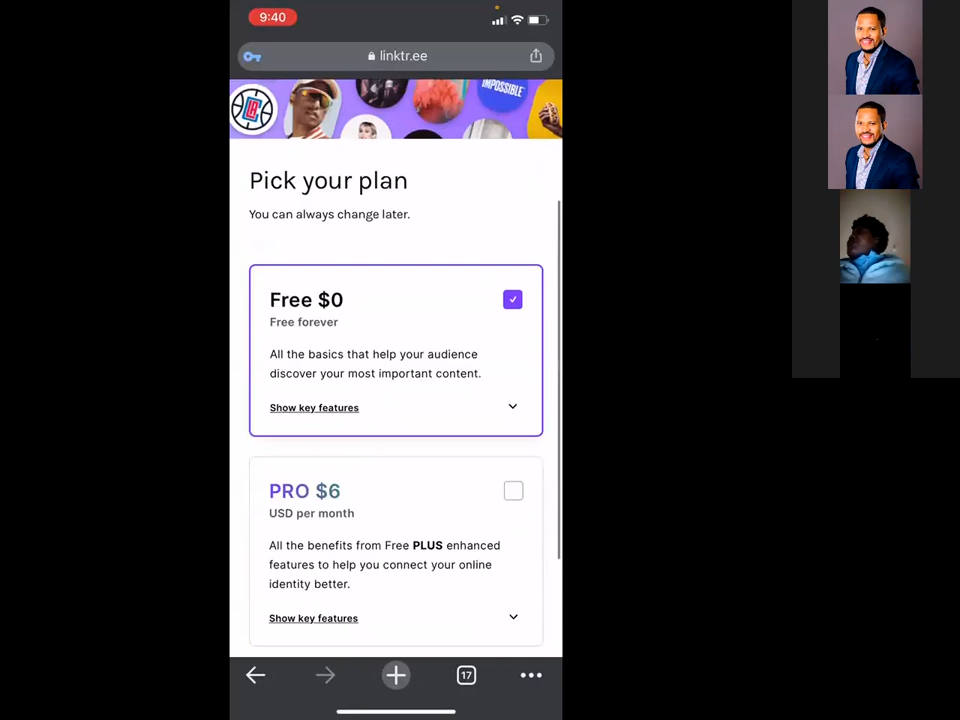 9:40
linktr.ee
IMPOSSIBLE
Pick your plan
You can always change later.
Free $0
Free forever
All the basics that help your audience
discover your most important content.
Show key features
PRO $6
USD per month
All the benefits from Free PLUS enhanced
features to help you connect your online
identity better.
Show key features
17